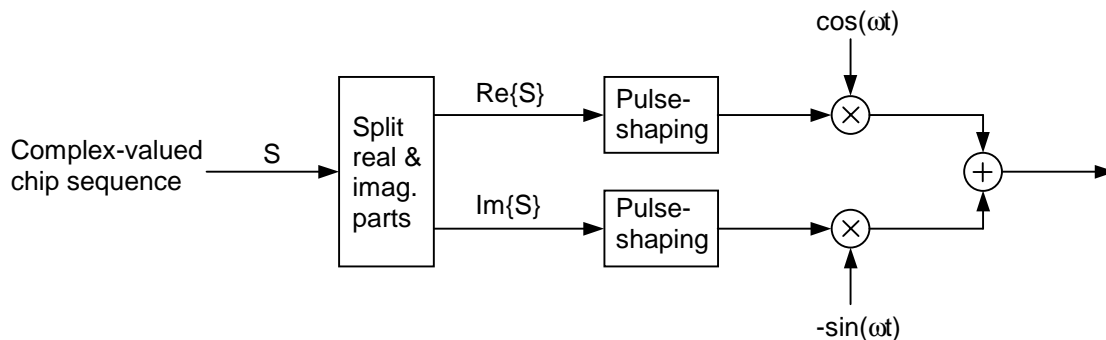 cos(ωt)
Complex-valued
chip sequence
S
Split
real &
imag.
parts
Re{S}
Pulse-
shaping
Im{S}
Pulse-
shaping
-sin(ωt)